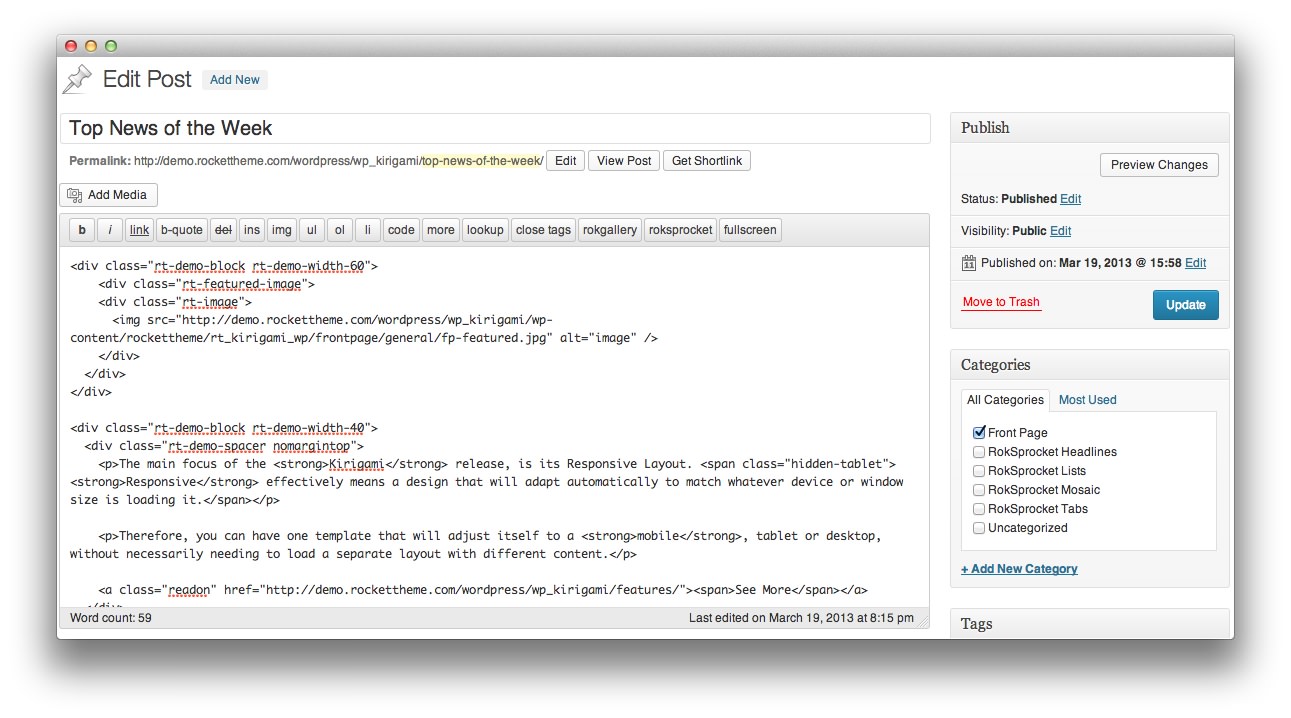 Edit Post Add New
Top News of the Week
Permalink: http://demo.rockettheme.com/wordpress/wp_kirigami/top-news-of-the-week/ Edit View Post Get Shortlink
Add Media
b i link b-quote del ins img ul ol li code more lookup close tags rokgallery roksprocket fullscreen
<div class="rt-demo-block rt-demo-width-60">
<div class="rt-featured-image">
<div class="rt-image">
<img src="http://demo.rockettheme.com/wordpress/wp_kirigami/wp-
content/rockettheme/rt_kirigami_wp/frontpage/general/fp-featured.jpg" alt="image" />
</div>
</div>
</div>
<div class="rt-demo-block rt-demo-width-40">
<div class="rt-demo-spacer nomargintop">
<p>The main focus of the <strong>Kirigami</strong> release, is its Responsive Layout. <span class="hidden-tablet">
<strong>Responsive</strong> effectively means a design that will adapt automatically to match whatever device or window
size is loading it.</span></p>
<p>Therefore, you can have one template that will adjust itself to a <strong>mobile</strong>, tablet or desktop,
without necessarily needing to load a separate layout with different content.</p>
<a class="readon" href="http://demo.rockettheme.com/wordpress/wp_kirigami/features/"><span>See More</span></a>
</div>
Word count: 59
Last edited on March 19, 2013 at 8:15 pm
Publish
Preview Changes
Status: Published Edit
Visibility: Public Edit
11 Published on: Mar 19, 2013 @ 15:58 Edit
Move to Trash
Update
Categories
All Categories Most Used
Front Page
RokSprocket Headlines
RokSprocket Lists
RokSprocket Mosaic
RokSprocket Tabs
Uncategorized
+ Add New Category
Tags